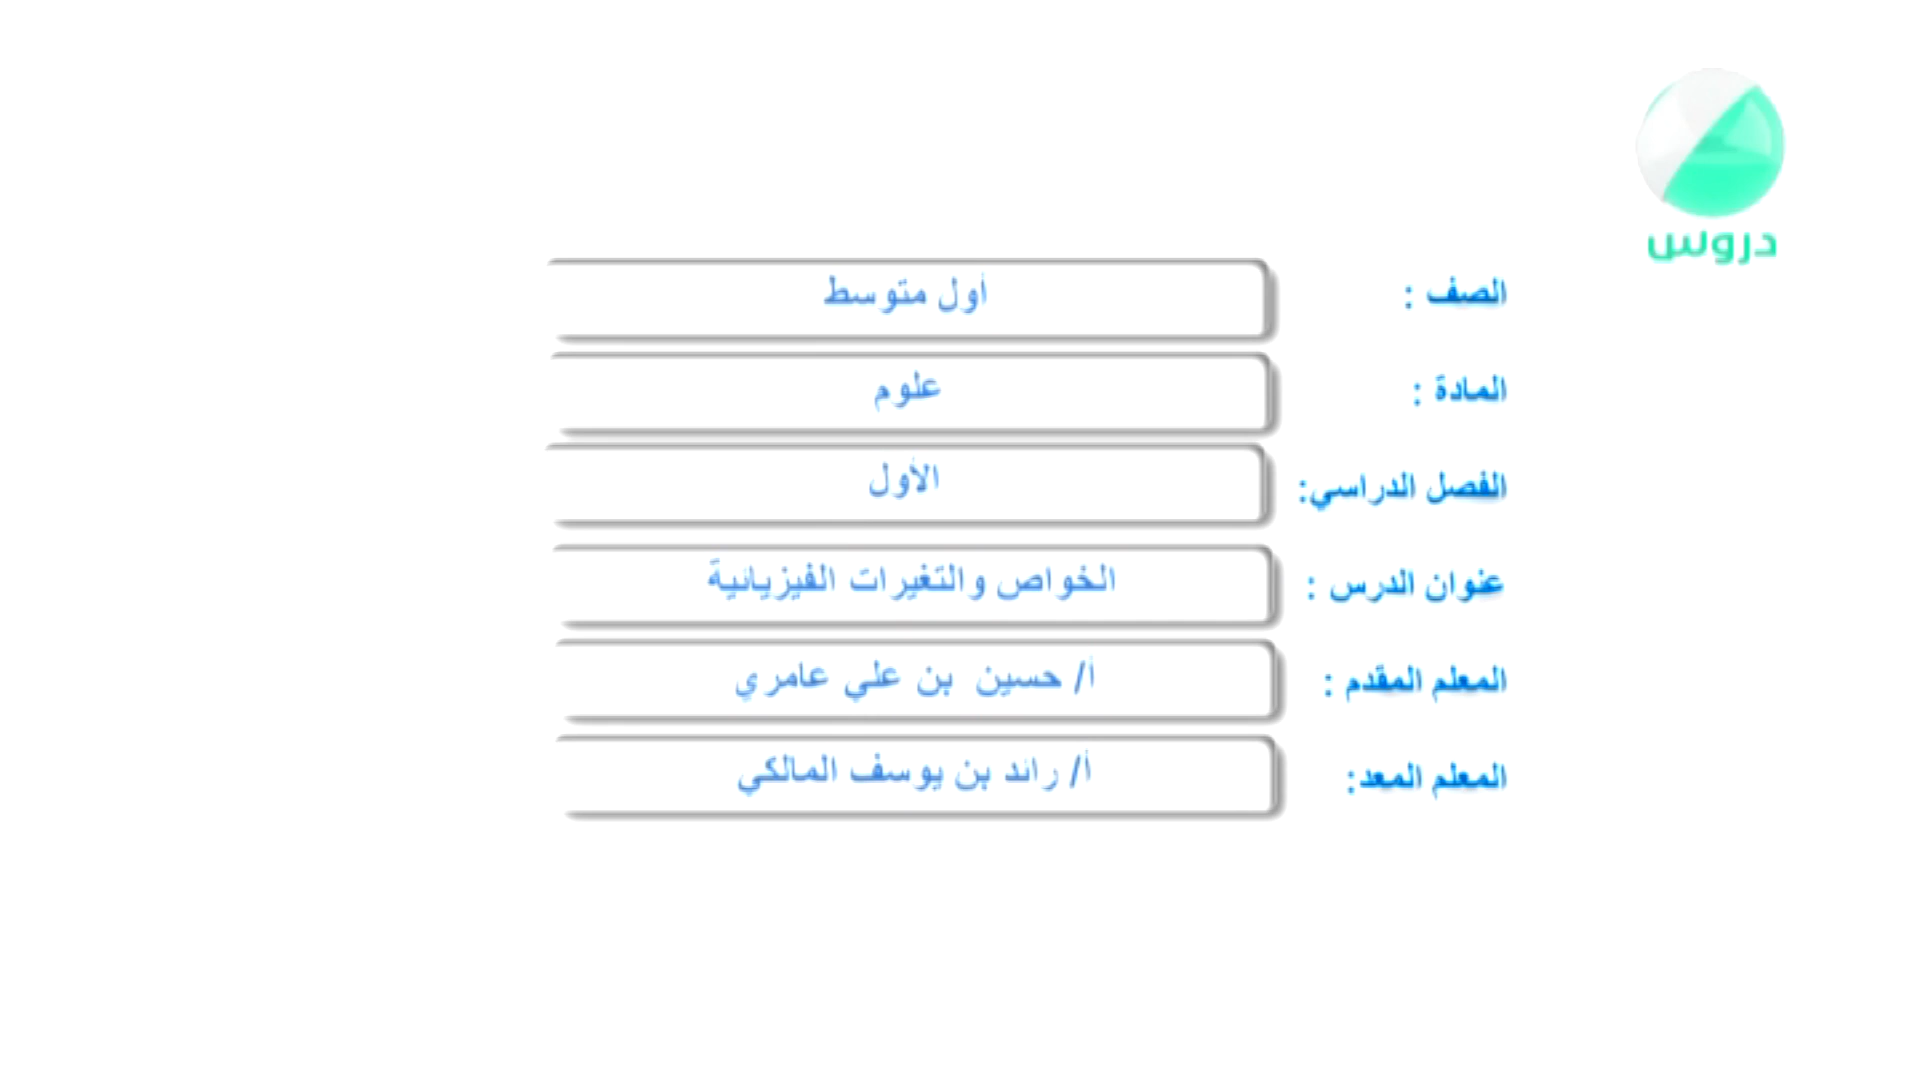 دروس
الصف : أول متوسط
المادة : علوم
الفصل الدراسي: الأول
عنوان الدرس : الخواص والتغيرات الفيزيائية
المعلم المقدم : أ/ حسين بن علي عامري
المعلم المعد: أ/ رائد بن يوسف المالكي